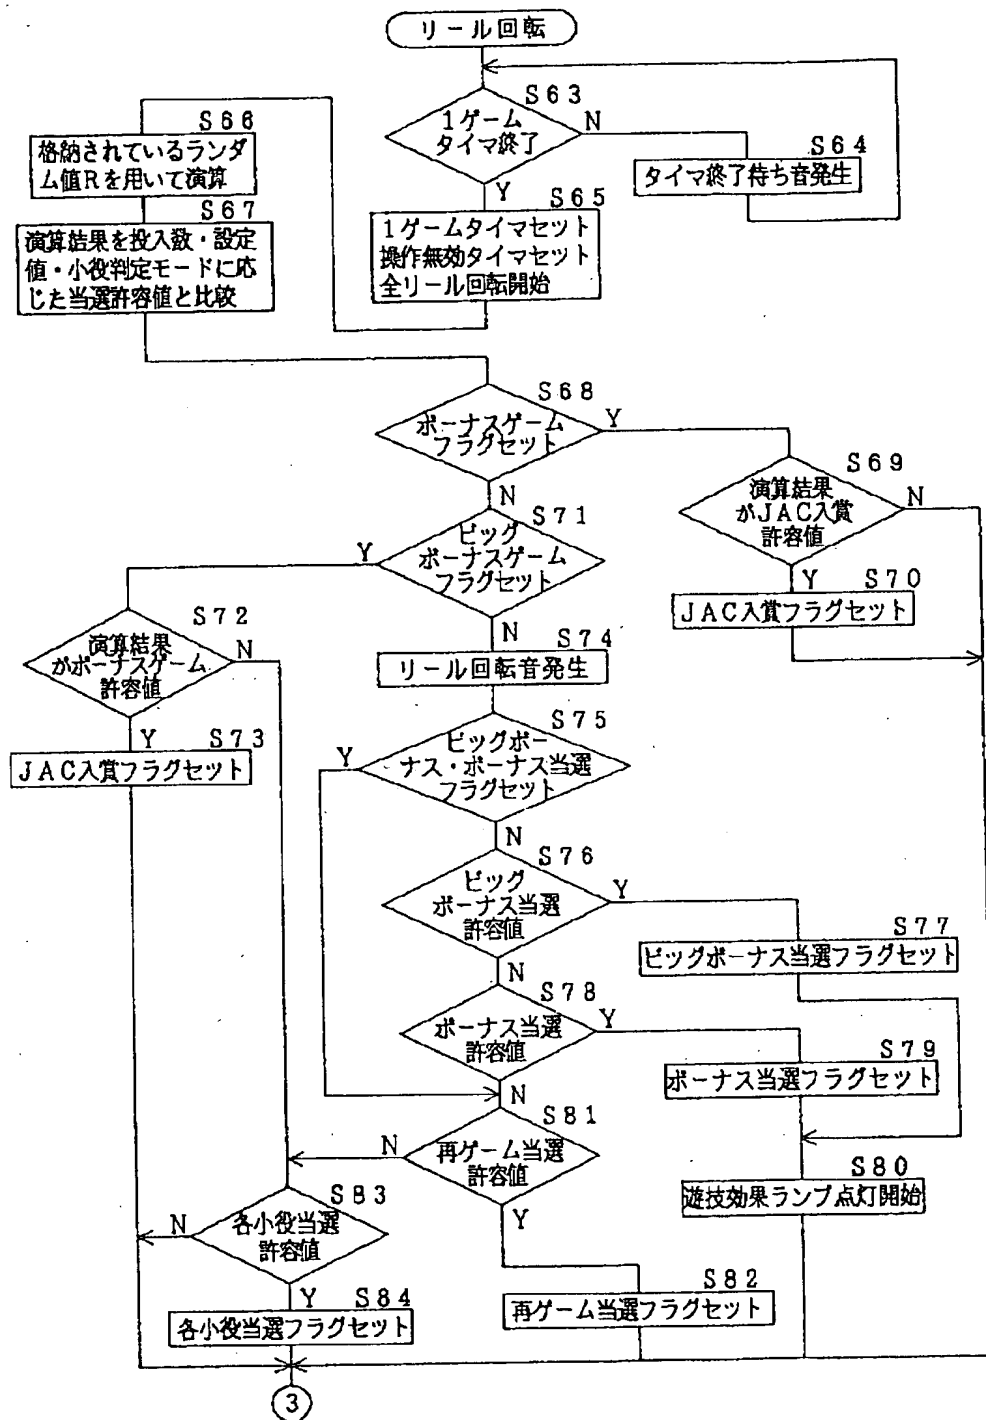 リール回転
S63
1ゲーム
タイマ終了
N
Y
S64
タイマ終了待ち音発生
S65
1ゲームタイマセット
操作無効タイマセット
全リール回転開始
S66
格納されているランダ
ム値Rを用いて演算
S67
演算結果を投入数・設定
値・小役判定モードに応
じた当選許容値と比較
S68
ボーナスゲーム
フラグセット
Y
N
S69
演算結果
がJAC入賞
許容値
N
Y
S70
JAC入賞フラグセット
S71
ビッグ
ボーナスゲーム
フラグセット
Y
N
S72
演算結果
がボーナスゲーム
許容値
N
Y
S73
JAC入賞フラグセット
S74
リール回転音発生
S75
ビッグボー
ナス・ボーナス当選
フラグセット
Y
N
S76
ビッグ
ボーナス当選
許容値
Y
N
S77
ビッグボーナス当選フラグセット
S78
ボーナス当選
許容値
Y
N
S79
ボーナス当選フラグセット
S80
遊技効果ランプ点灯開始
S81
再ゲーム当選
許容値
N
Y
S82
再ゲーム当選フラグセット
S83
各小役当選
許容値
N
Y
S84
各小役当選フラグセット
3